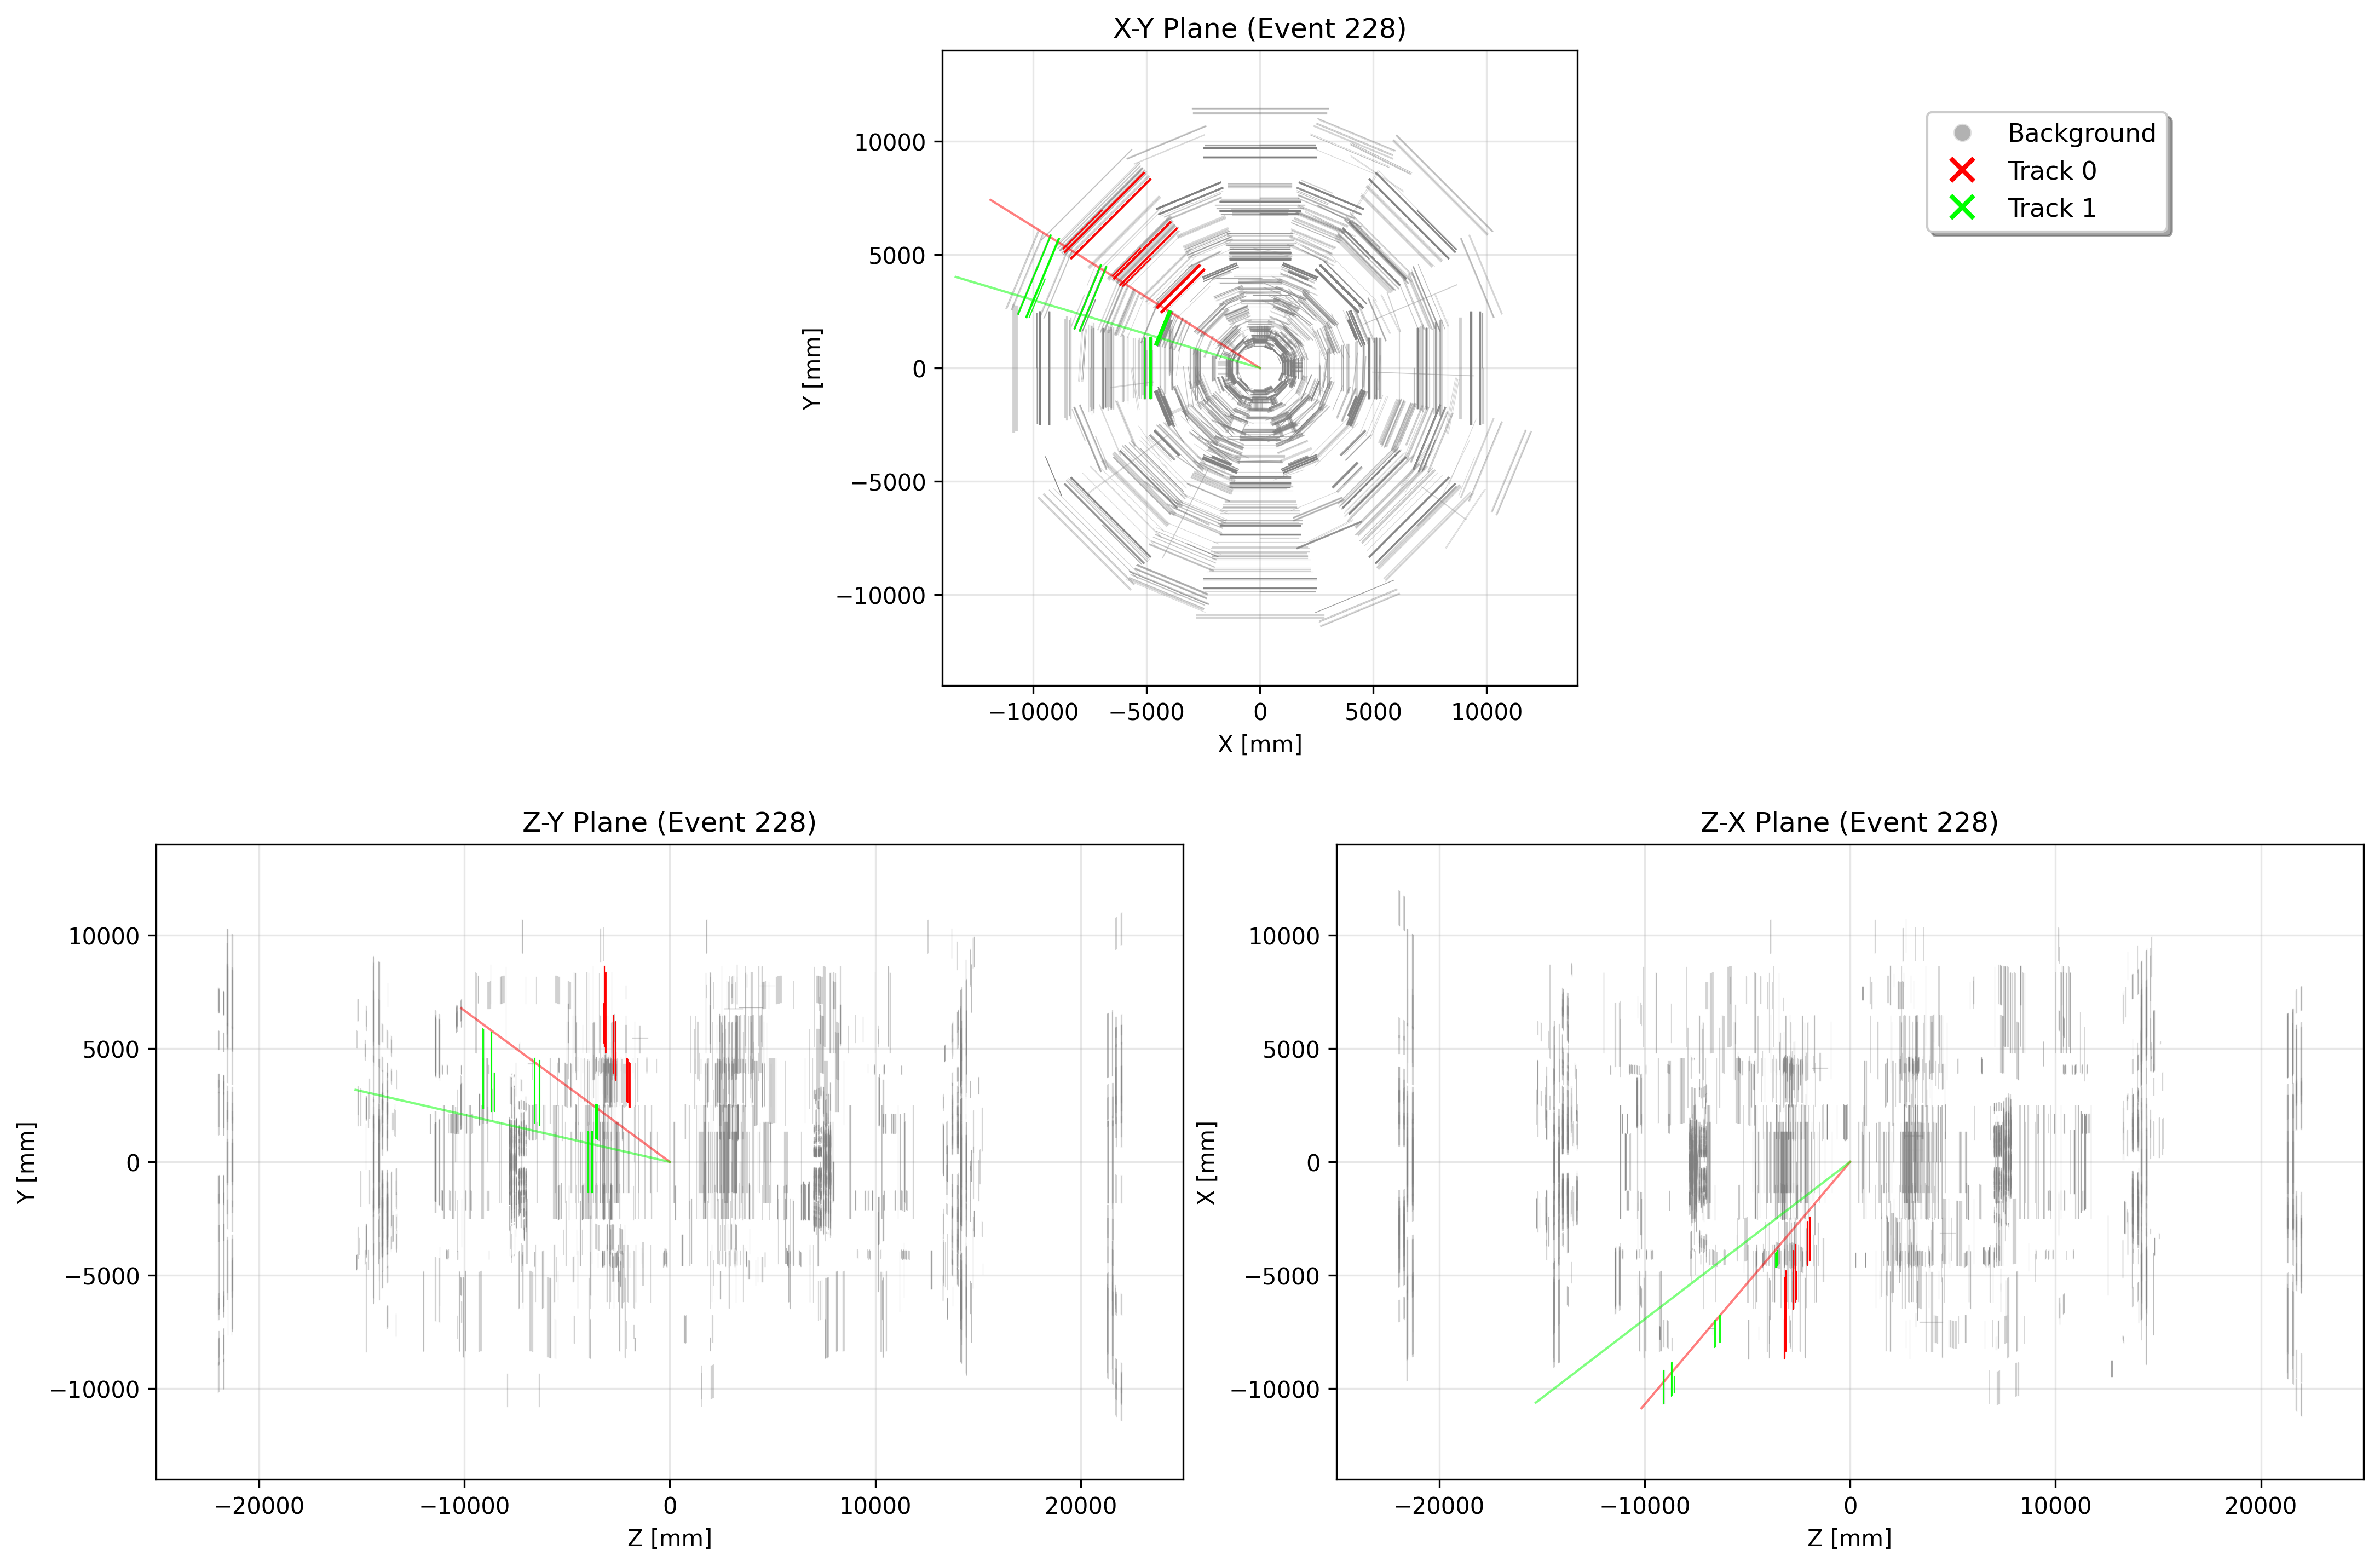 X-Y Plane (Event 228)
Background
Track 0
Track 1
10000
5000
0
−5000
−10000
Y [mm]
−10000 −5000 0 5000 10000
X [mm]
Z-Y Plane (Event 228)
10000
5000
0
−5000
−10000
Y [mm]
−20000 −10000 0 10000 20000
Z [mm]
Z-X Plane (Event 228)
10000
5000
0
−5000
−10000
X [mm]
−20000 −10000 0 10000 20000
Z [mm]